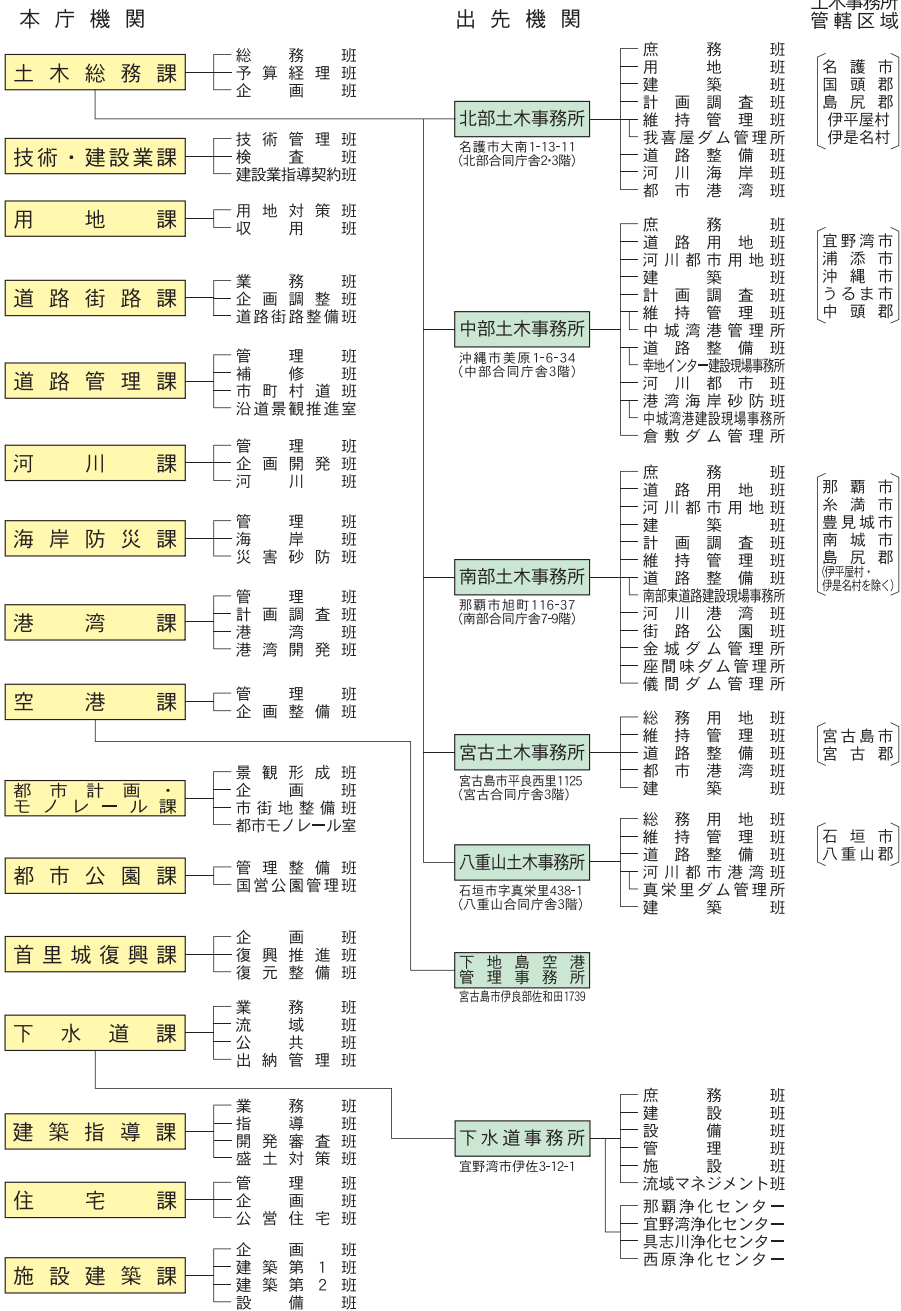 本庁機関
土木総務課
総務班
予算経理班
企画班
技術・建設業課
技術管理班
検査班
建設業指導契約班
用地課
用地対策班
収用班
道路街路課
業務班
企画調整班
道路街路整備班
道路管理課
管理班
補修班
市町村道班
沿道景観推進室
河川課
管理班
企画開発班
河川班
海岸防災課
管理班
海岸班
災害砂防班
港湾課
管理班
計画調査班
港湾班
港湾開発班
空港課
管理班
企画整備班
都市計画・
モノレール課
景観形成班
企画班
市街地整備班
都市モノレール室
都市公園課
管理整備班
国営公園管理班
首里城復興課
企画班
復興推進班
復元整備班
下水道課
業務班
流域班
公共班
出納管理班
建築指導課
業務班
指導班
開発審査班
盛土対策班
住宅課
管理班
企画班
公営住宅班
施設建築課
企画班
建築第1班
建築第2班
設備班
出先機関
北部土木事務所
名護市大南1-13-11
(北部合同庁舎2・3階)
庶務班
用地班
建築班
計画調査班
維持管理班
我喜屋ダム管理所
道路整備班
河川海岸班
都市港湾班
中部土木事務所
沖縄市美原1-6-34
(中部合同庁舎3階)
庶務班
道路用地班
河川都市用地班
建築班
計画調査班
維持管理班
中城湾港管理所
道路整備班
幸地インター建設現場事務所
河川都市班
港湾海岸砂防班
中城湾港建設現場事務所
倉敷ダム管理所
南部土木事務所
那覇市旭町116-37
(南部合同庁舎7-9階)
庶務班
道路用地班
河川都市用地班
建築班
計画調査班
維持管理班
道路整備班
南部東道路建設現場事務所
河川港湾班
街路公園班
金城ダム管理所
座間味ダム管理所
儀間ダム管理所
宮古土木事務所
宮古島市平良西里1125
(宮古合同庁舎3階)
総務用地班
維持管理班
道路整備班
都市港湾班
建築班
八重山土木事務所
石垣市字真栄里438-1
(八重山合同庁舎3階)
総務用地班
維持管理班
道路整備班
河川都市港湾班
真栄里ダム管理所
建築班
下地島空港
管理事務所
宮古島市伊良部佐和田1739
下水道事務所
宜野湾市伊佐3-12-1
庶務班
建設班
設備班
管理班
施設班
流域マネジメント班
那覇浄化センター
宜野湾浄化センター
具志川浄化センター
西原浄化センター
土木事務所
管轄区域
名護市
国頭郡
島尻郡
伊平屋村
伊是名村
宜野湾市
浦添市
沖縄市
うるま市
中頭郡
那覇市
糸満市
豊見城市
南城市
島尻郡
(伊平屋村・
伊是名村を除く)
宮古島市
宮古郡
石垣市
八重山郡